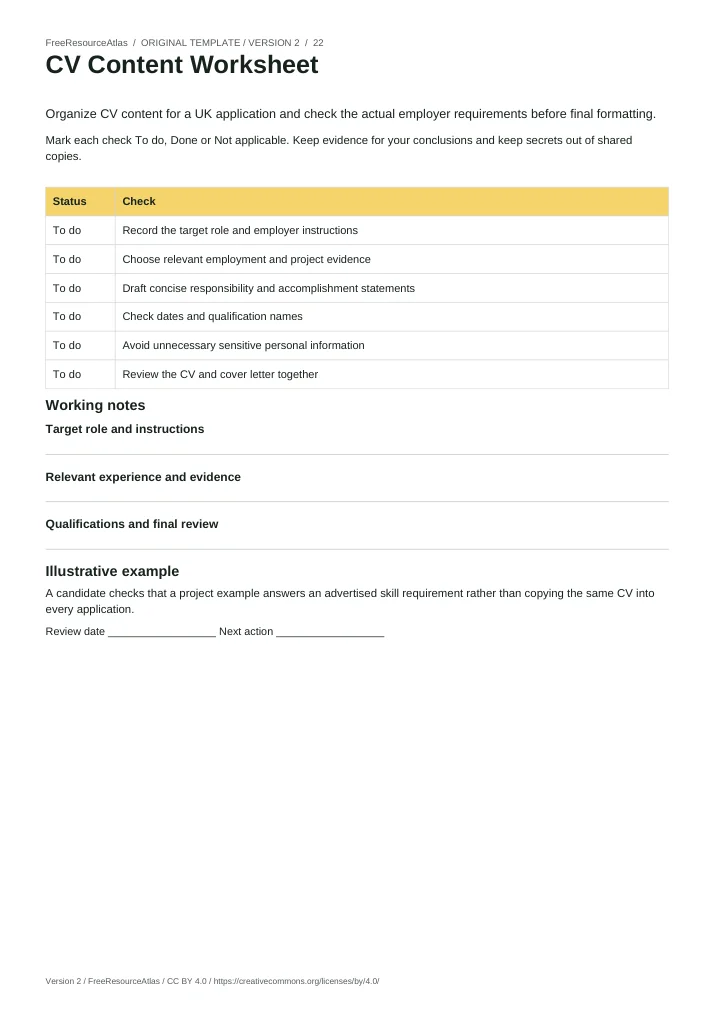 FreeResourceAtlas / ORIGINAL TEMPLATE / VERSION 2 / 22
CV Content Worksheet
Organize CV content for a UK application and check the actual employer requirements before final formatting.
Mark each check To do, Done or Not applicable. Keep evidence for your conclusions and keep secrets out of shared
copies.
Status Check
To do Record the target role and employer instructions
To do Choose relevant employment and project evidence
To do Draft concise responsibility and accomplishment statements
To do Check dates and qualification names
To do Avoid unnecessary sensitive personal information
To do Review the CV and cover letter together
Working notes
Target role and instructions
Relevant experience and evidence
Qualifications and final review
Illustrative example
A candidate checks that a project example answers an advertised skill requirement rather than copying the same CV into
every application.
Review date __________________ Next action __________________
Version 2 / FreeResourceAtlas / CC BY 4.0 / https://creativecommons.org/licenses/by/4.0/